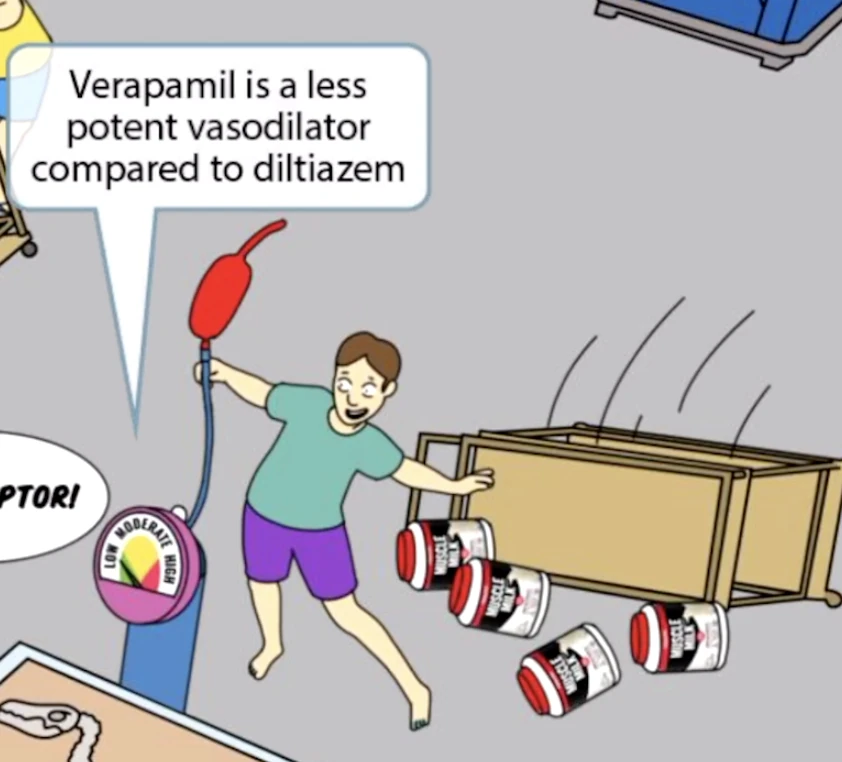 Verapamil is a less
potent vasodilator
compared to diltiazem
PTOR!
LOW MODERATE HIGH
MUSCLE
MILK
MUSCLE
MILK
MUSCLE
MILK
MUSCLE
MILK